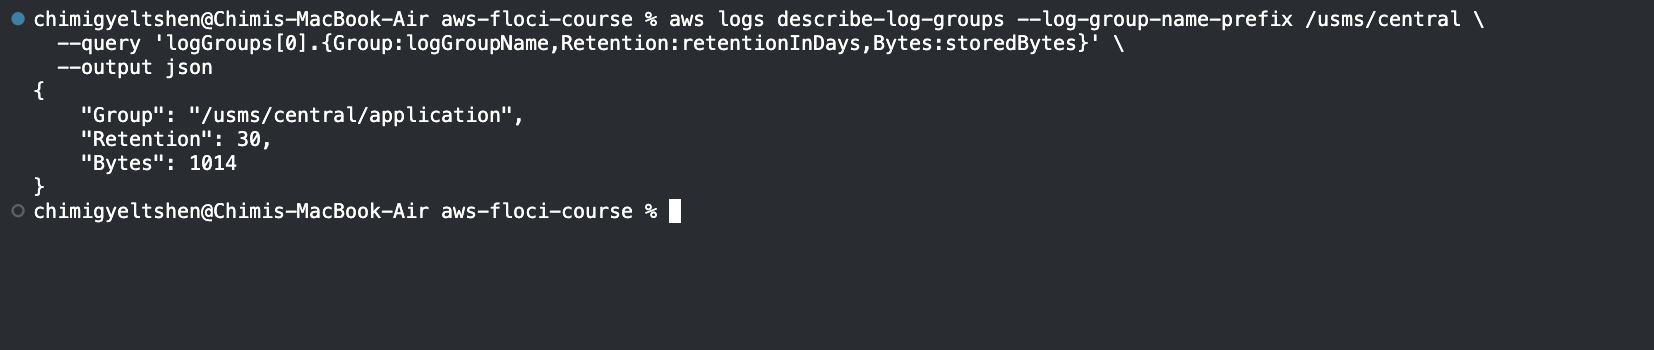 chimigyeltshen@Chimis-MacBook-Air aws-floci-course % aws logs describe-log-groups --log-group-name-prefix /usms/central \
  --query 'logGroups[0].{Group:logGroupName,Retention:retentionInDays,Bytes:storedBytes}' \
  --output json
{
    "Group": "/usms/central/application",
    "Retention": 30,
    "Bytes": 1014
}
chimigyeltshen@Chimis-MacBook-Air aws-floci-course %